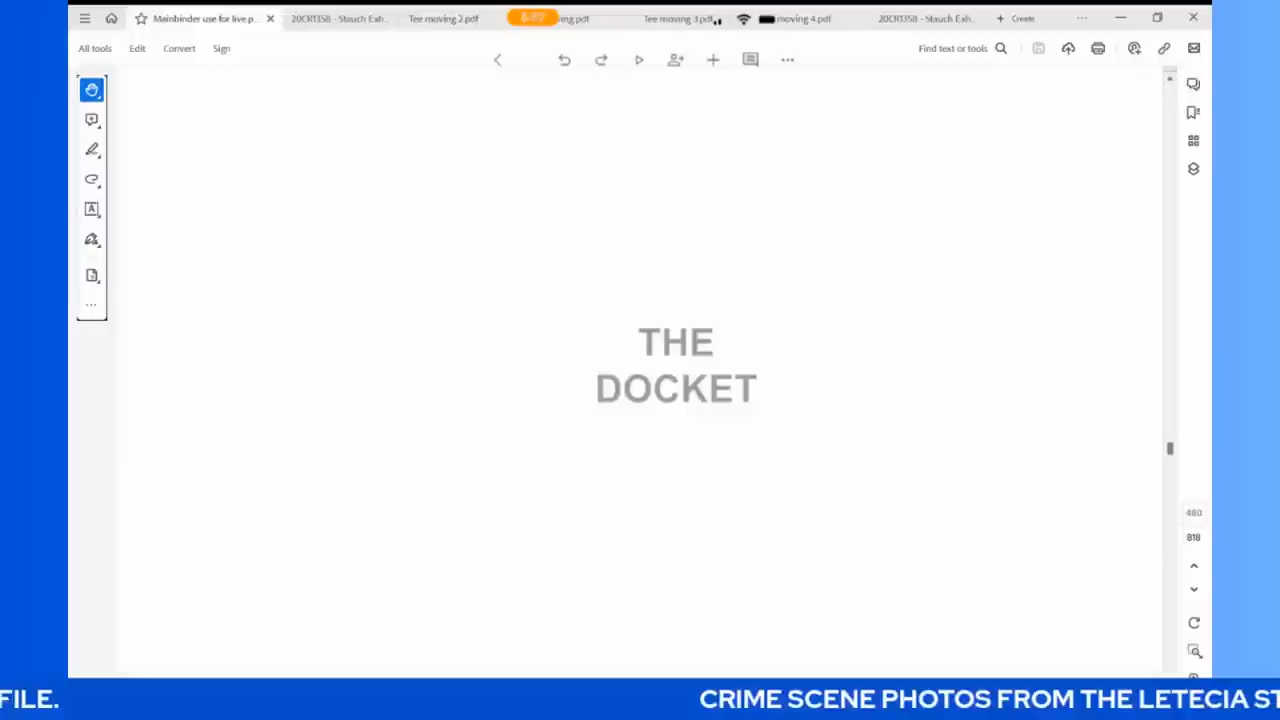 Mainbinder use for live p...
20CR1358 - Stauch Exh...
Tee moving 2.pdf
Tee moving 3.pdf
moving 4.pdf
20CR1358 - Stauch Exh...
Create
All tools Edit Convert Sign
Find text or tools
THE
DOCKET
480
818
FILE. CRIME SCENE PHOTOS FROM THE LETECIA ST